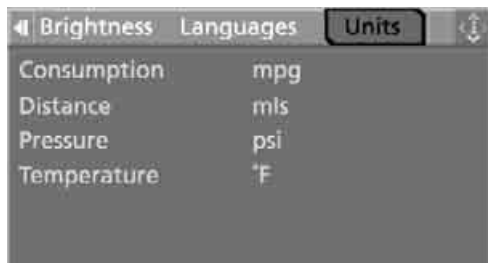 Brightness Languages Units
Consumption mpg
Distance mls
Pressure psi
Temperature °F